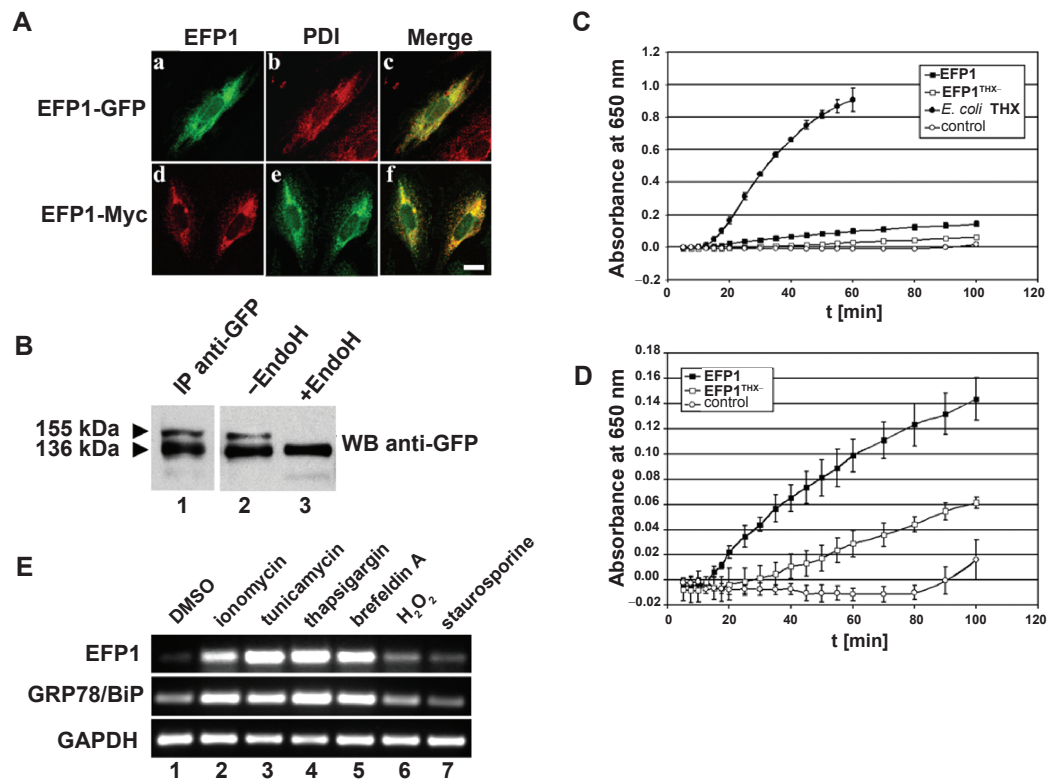 A
EFP1 PDI Merge
EFP1-GFP
a b c
EFP1-Myc
d e f
B
IP anti-GFP
–EndoH
+EndoH
155 kDa
136 kDa
WB anti-GFP
1 2 3
E
DMSO
ionomycin
tunicamycin
thapsigargin
brefeldin A
H2O2
staurosporine
EFP1
GRP78/BiP
GAPDH
1 2 3 4 5 6 7
C
Absorbance at 650 nm
1.2
1.0
0.8
0.6
0.4
0.2
0.0
–0.2
EFP1
EFP1THX–
E. coli THX
control
0 20 40 60 80 100
t [min]
D
Absorbance at 650 nm
0.18
0.16
0.14
0.12
0.10
0.08
0.06
0.04
0.02
0.00
–0.02
EFP1
EFP1THX–
control
0 20 40 60 80 100
t [min]